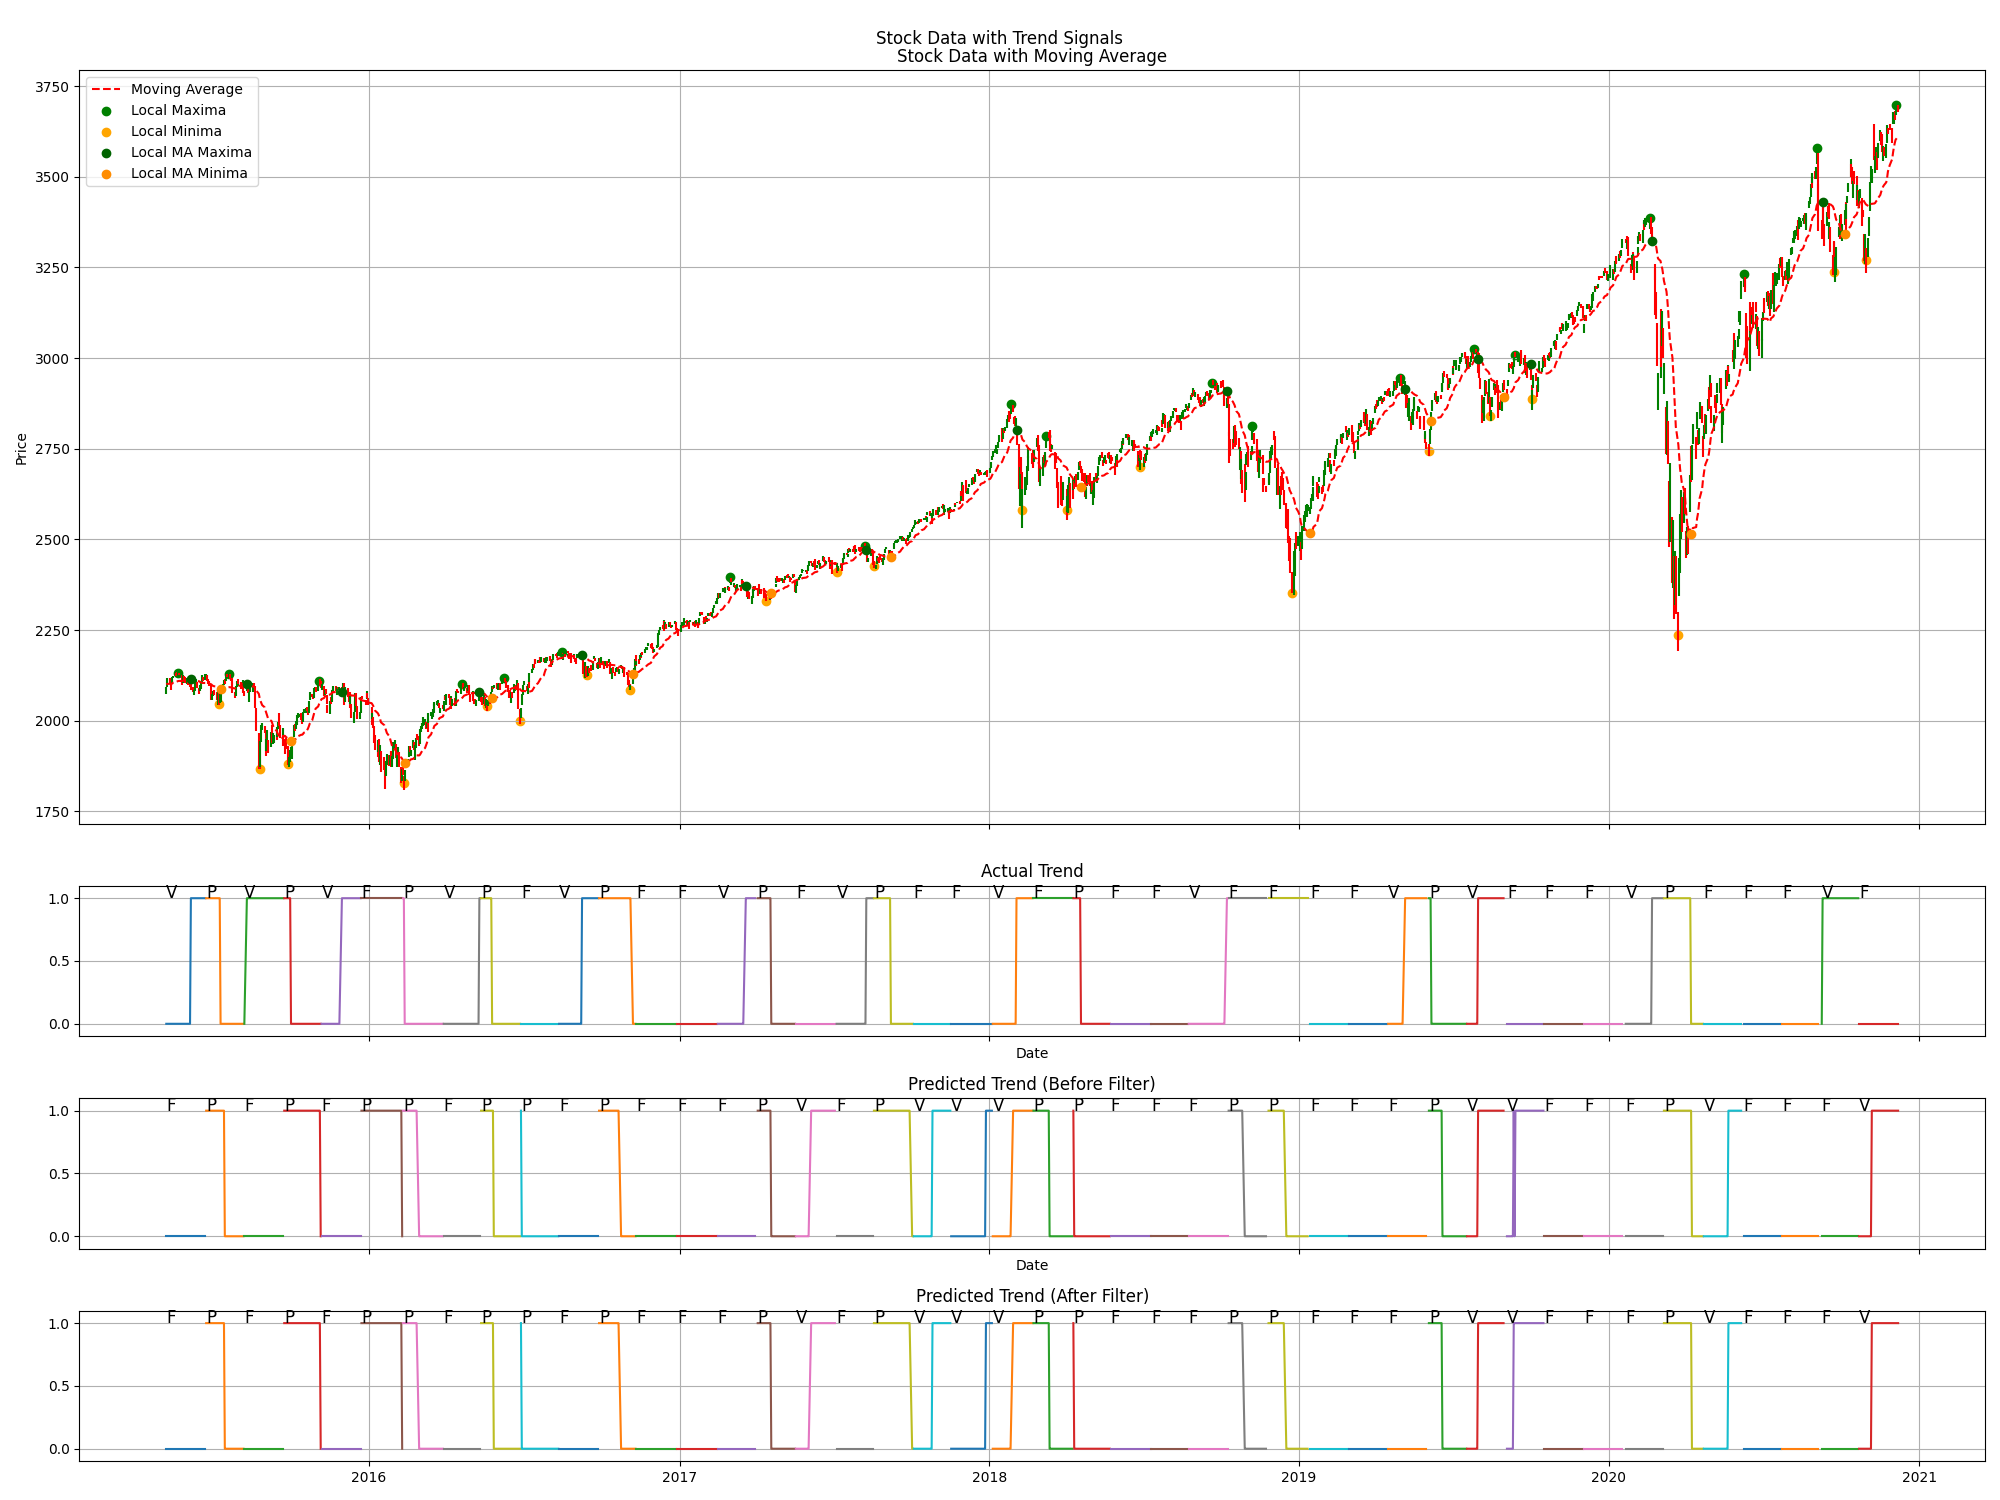 Stock Data with Trend Signals
Stock Data with Moving Average
Moving Average
Local Maxima
Local Minima
Local MA Maxima
Local MA Minima
Price
3750
3500
3250
3000
2750
2500
2250
2000
1750
Actual Trend
V P V P V F P V P F V P F F V P F V P F F V F P F F V F F F F V P V F F F V P F F F V F
1.0
0.5
0.0
Date
Predicted Trend (Before Filter)
F P F P F P P F P P F P F F F P V F P V V V P P F F F P P F F F P V V F F F P V F F F V
1.0
0.5
0.0
Date
Predicted Trend (After Filter)
F P F P F P P F P P F P F F F P V F P V V V P P F F F P P F F F P V V F F F P V F F F V
1.0
0.5
0.0
2016 2017 2018 2019 2020 2021